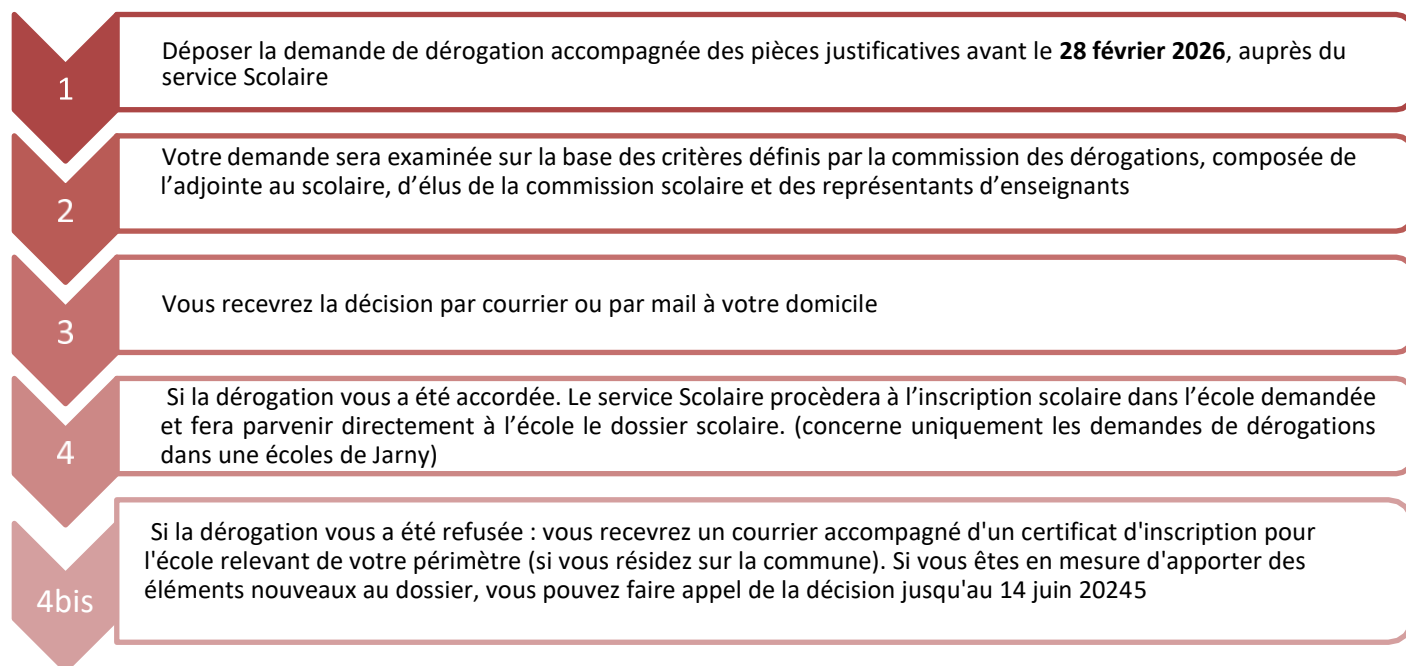 1
Déposer la demande de dérogation accompagnée des pièces justificatives avant le 28 février 2026, auprès du
service Scolaire
2
Votre demande sera examinée sur la base des critères définis par la commission des dérogations, composée de
l’adjointe au scolaire, d’élus de la commission scolaire et des représentants d’enseignants
3
Vous recevrez la décision par courrier ou par mail à votre domicile
4
Si la dérogation vous a été accordée. Le service Scolaire procèdera à l’inscription scolaire dans l’école demandée
et fera parvenir directement à l’école le dossier scolaire. (concerne uniquement les demandes de dérogations
dans une écoles de Jarny)
4bis
Si la dérogation vous a été refusée : vous recevrez un courrier accompagné d'un certificat d'inscription pour
l'école relevant de votre périmètre (si vous résidez sur la commune). Si vous êtes en mesure d'apporter des
éléments nouveaux au dossier, vous pouvez faire appel de la décision jusqu'au 14 juin 20245